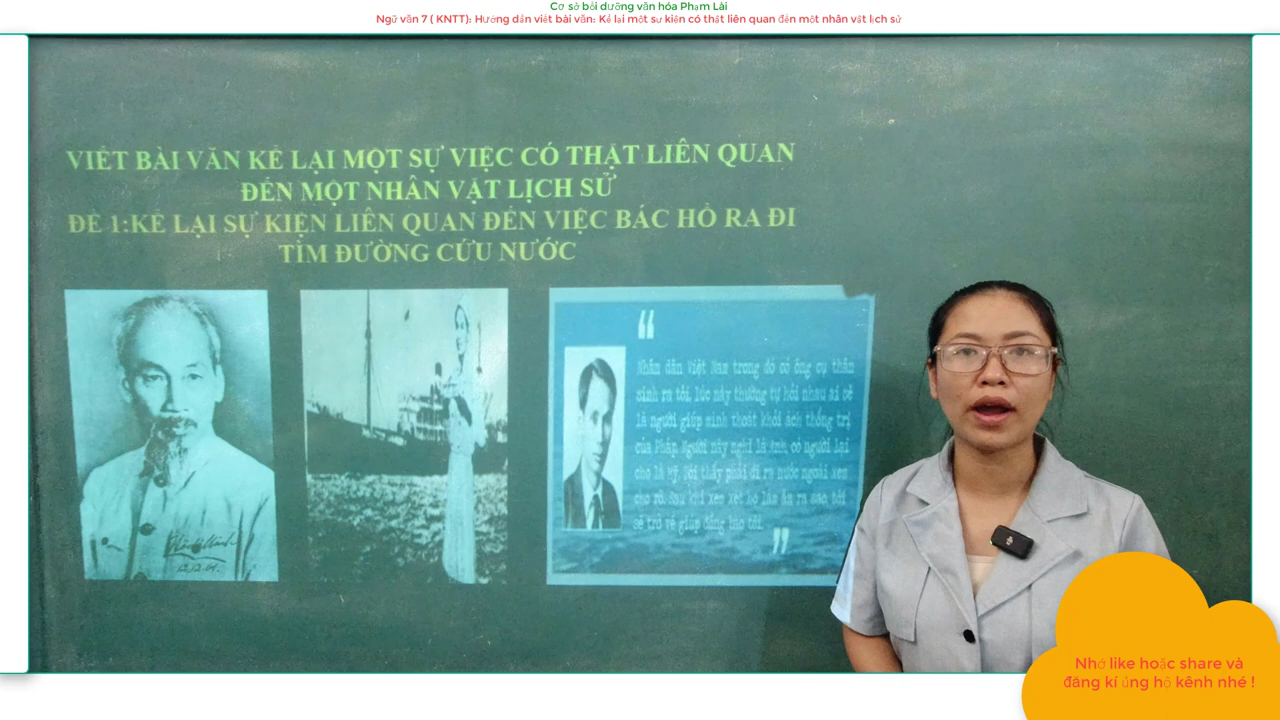 Cơ sở bồi dưỡng văn hóa Phạm Lài
Ngữ văn 7 ( KNTT): Hướng dẫn viết bài văn: Kể lại một sự kiện có thật liên quan đến một nhân vật lịch sử
VIẾT BÀI VĂN KỂ LẠI MỘT SỰ VIỆC CÓ THẬT LIÊN QUAN
ĐẾN MỘT NHÂN VẬT LỊCH SỬ
ĐỀ 1:KỂ LẠI SỰ KIỆN LIÊN QUAN ĐẾN VIỆC BÁC HỒ RA ĐI
TÌM ĐƯỜNG CỨU NƯỚC
“
Nhân dân Việt Nam trong đó có ông cụ thân
sinh ra tôi, lúc này thường tự hỏi nhau ai sẽ
là người giúp mình thoát khỏi ách thống trị
của Pháp. Người này nghĩ là Anh, có người lại
cho là Mỹ. Tôi thấy phải đi ra nước ngoài xem
cho rõ. Sau khi xem xét họ làm ăn ra sao, tôi
sẽ trở về giúp đồng bào tôi.
”
Nhớ like hoặc share và
đăng kí ủng hộ kênh nhé !